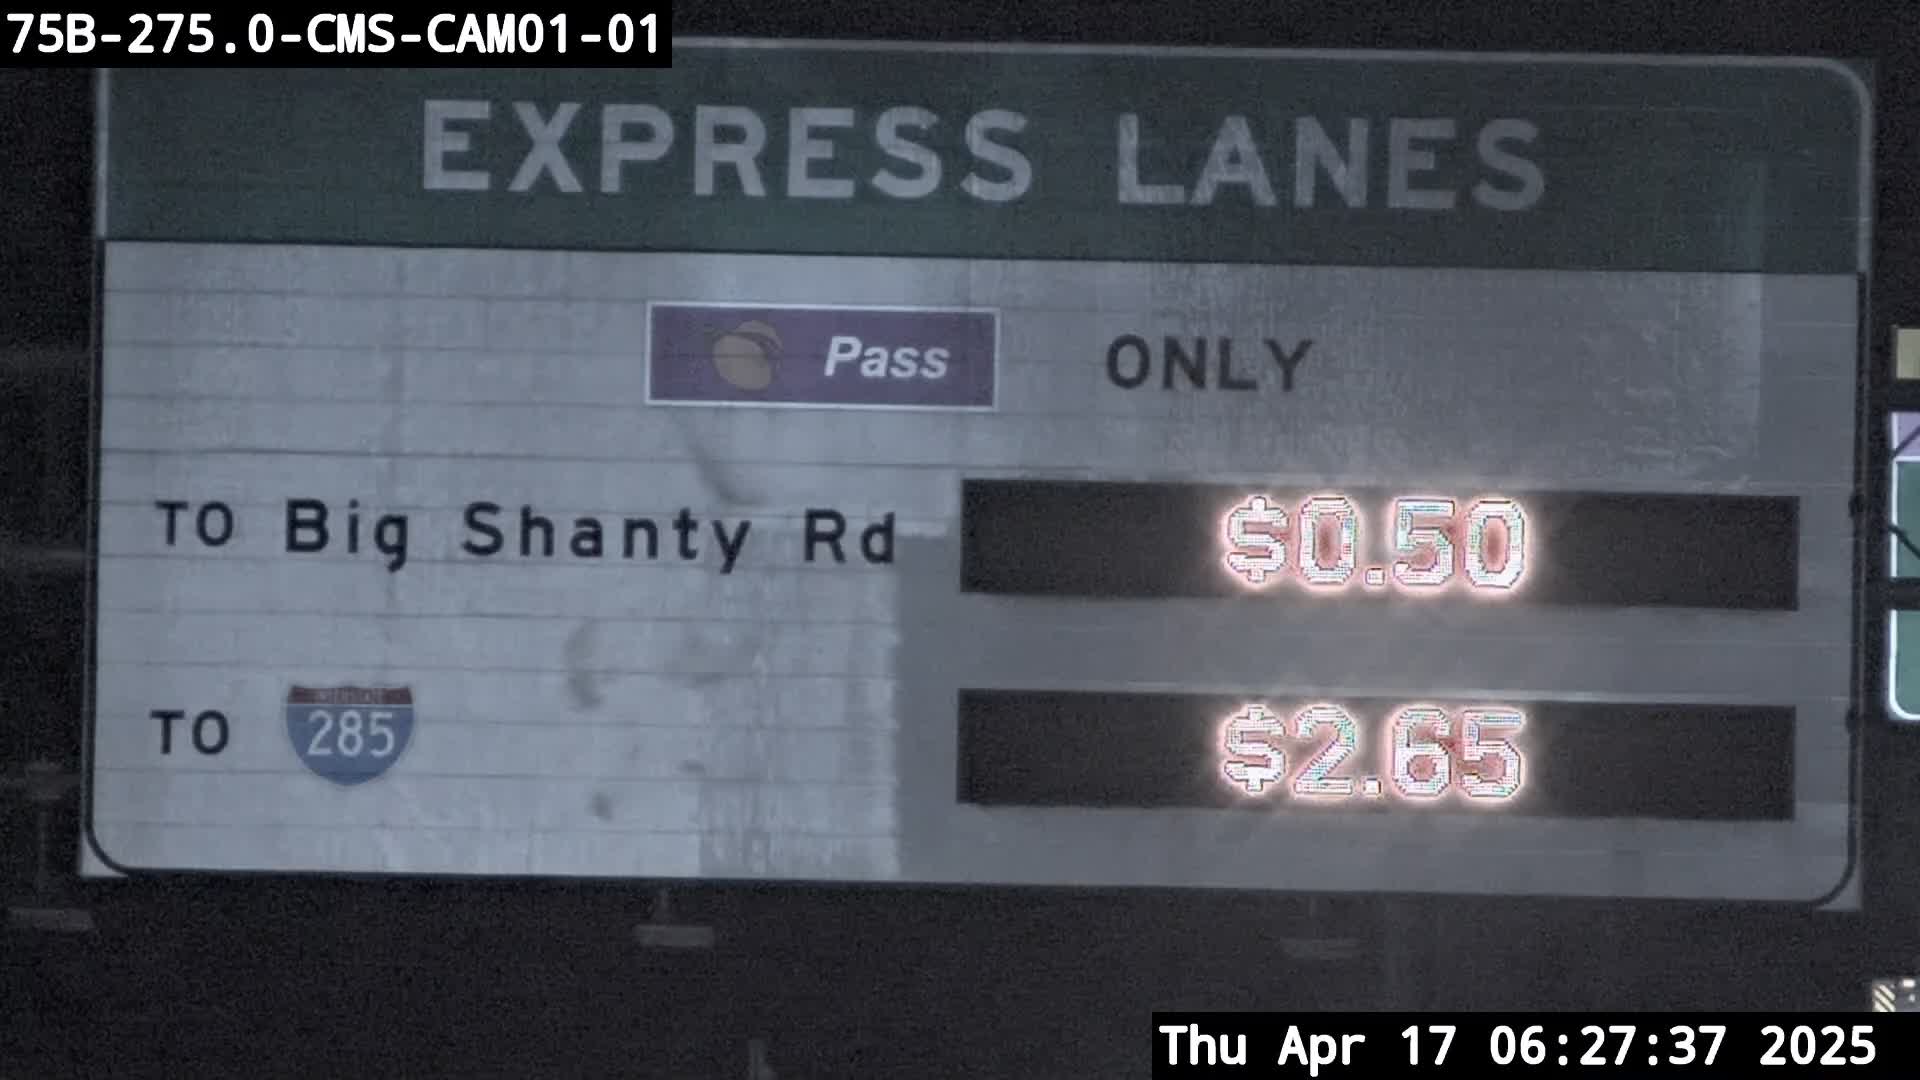 75B-275.0-CMS-CAM01-01
EXPRESS LANES
Pass ONLY
TO Big Shanty Rd $0.50
TO INTERSTATE 285 $2.65
Thu Apr 17 06:27:37 2025